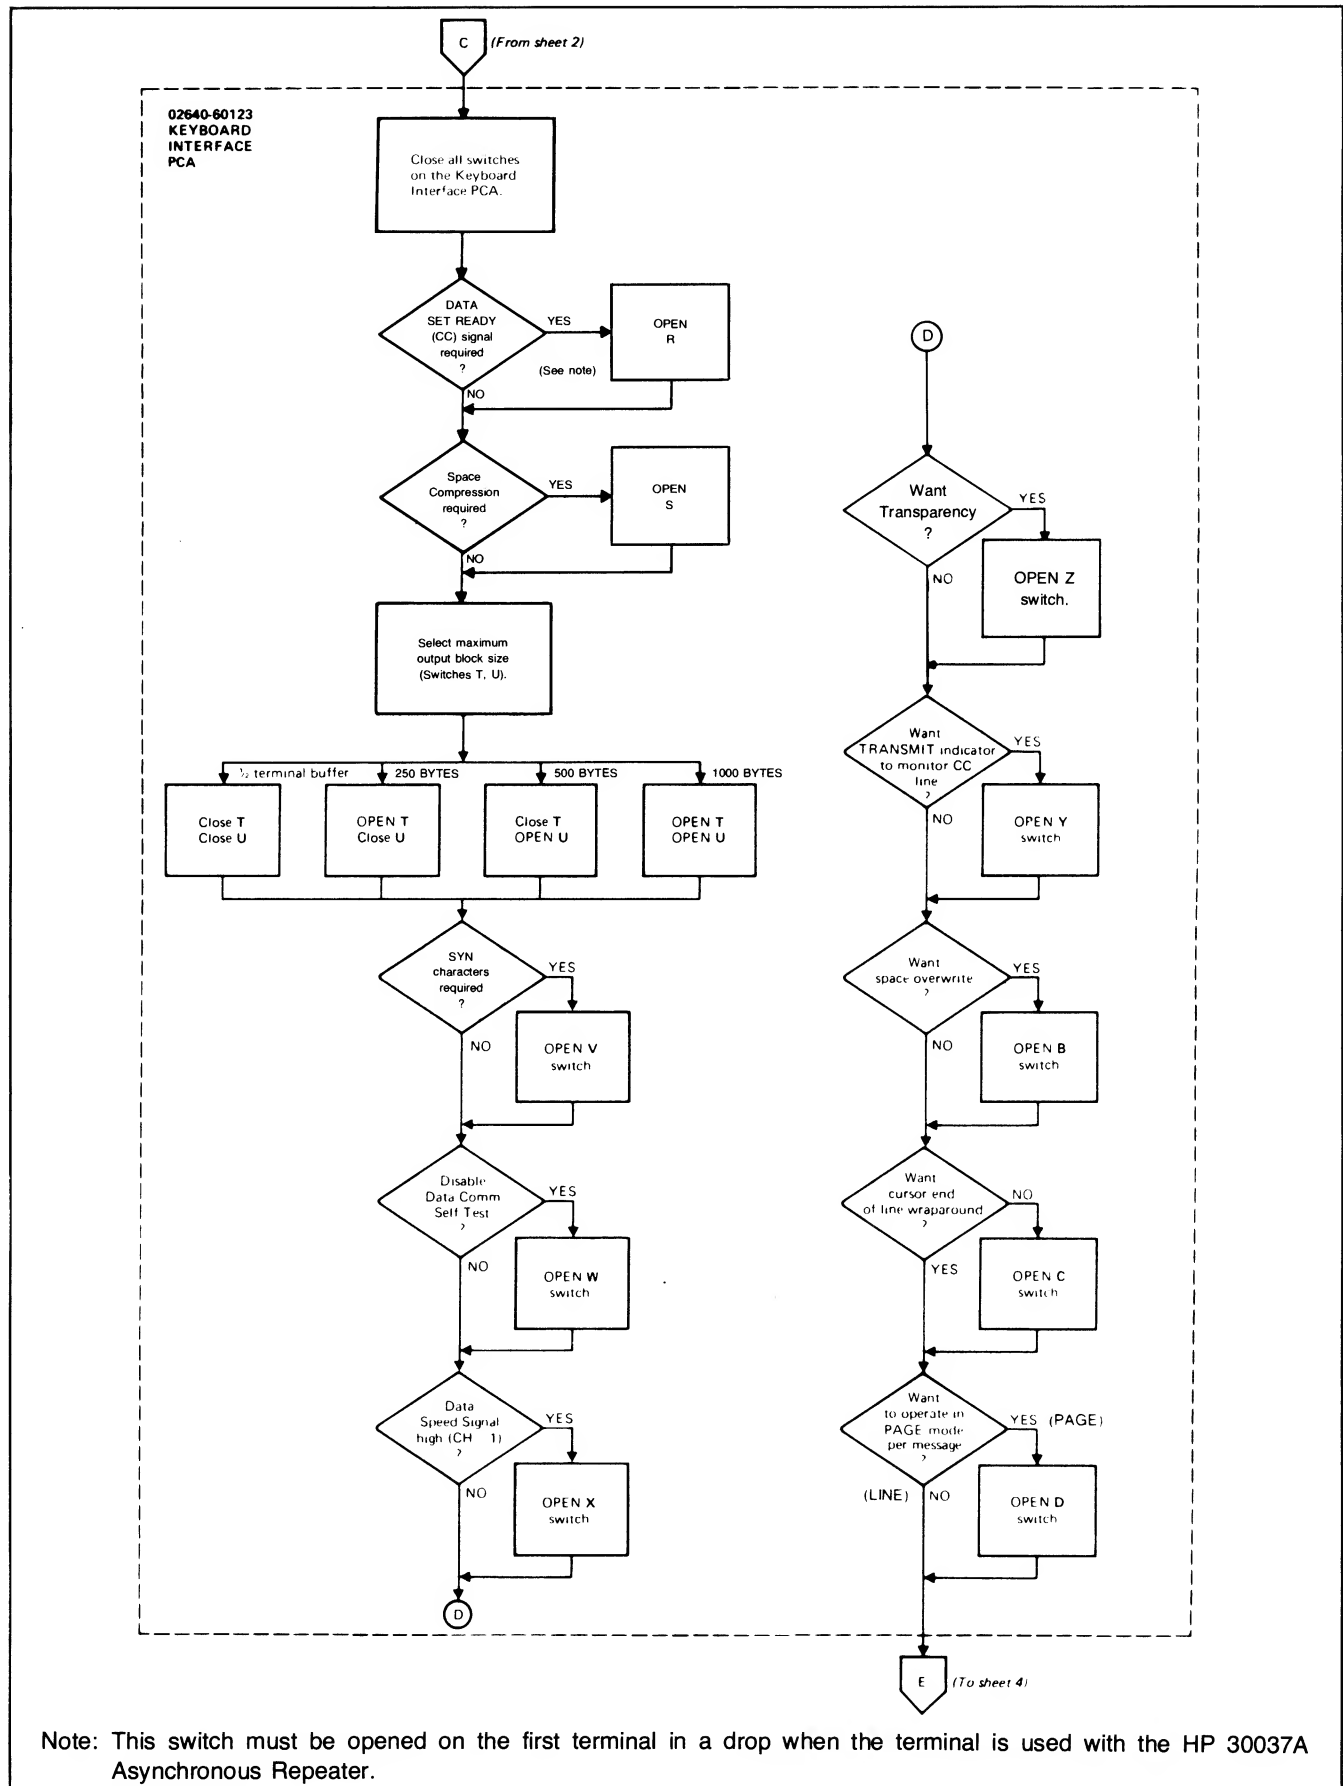 C (From sheet 2)
02640-60123
KEYBOARD
INTERFACE
PCA
Close all switches
on the Keyboard
Interface PCA.
DATA
SET READY
(CC) signal
required
?
YES
(See note)
OPEN
R
NO
Space
Compression
required
?
YES
OPEN
S
NO
Select maximum
output block size
(Switches T, U).
½ terminal buffer
250 BYTES
500 BYTES
1000 BYTES
Close T
Close U
OPEN T
Close U
Close T
OPEN U
OPEN T
OPEN U
SYN
characters
required
?
YES
OPEN V
switch
NO
Disable
Data Comm
Self Test
?
YES
OPEN W
switch
NO
Data
Speed Signal
high (CH 1)
?
YES
OPEN X
switch
NO
D
D
Want
Transparency
?
YES
OPEN Z
switch.
NO
Want
TRANSMIT indicator
to monitor CC
line
?
YES
OPEN Y
switch
NO
Want
space overwrite
?
YES
OPEN B
switch
NO
Want
cursor end
of line wraparound
?
NO
OPEN C
switch
YES
Want
to operate in
PAGE mode
per message
?
YES (PAGE)
OPEN D
switch
(LINE) NO
E (To sheet 4)
Note: This switch must be opened on the first terminal in a drop when the terminal is used with the HP 30037A
Asynchronous Repeater.